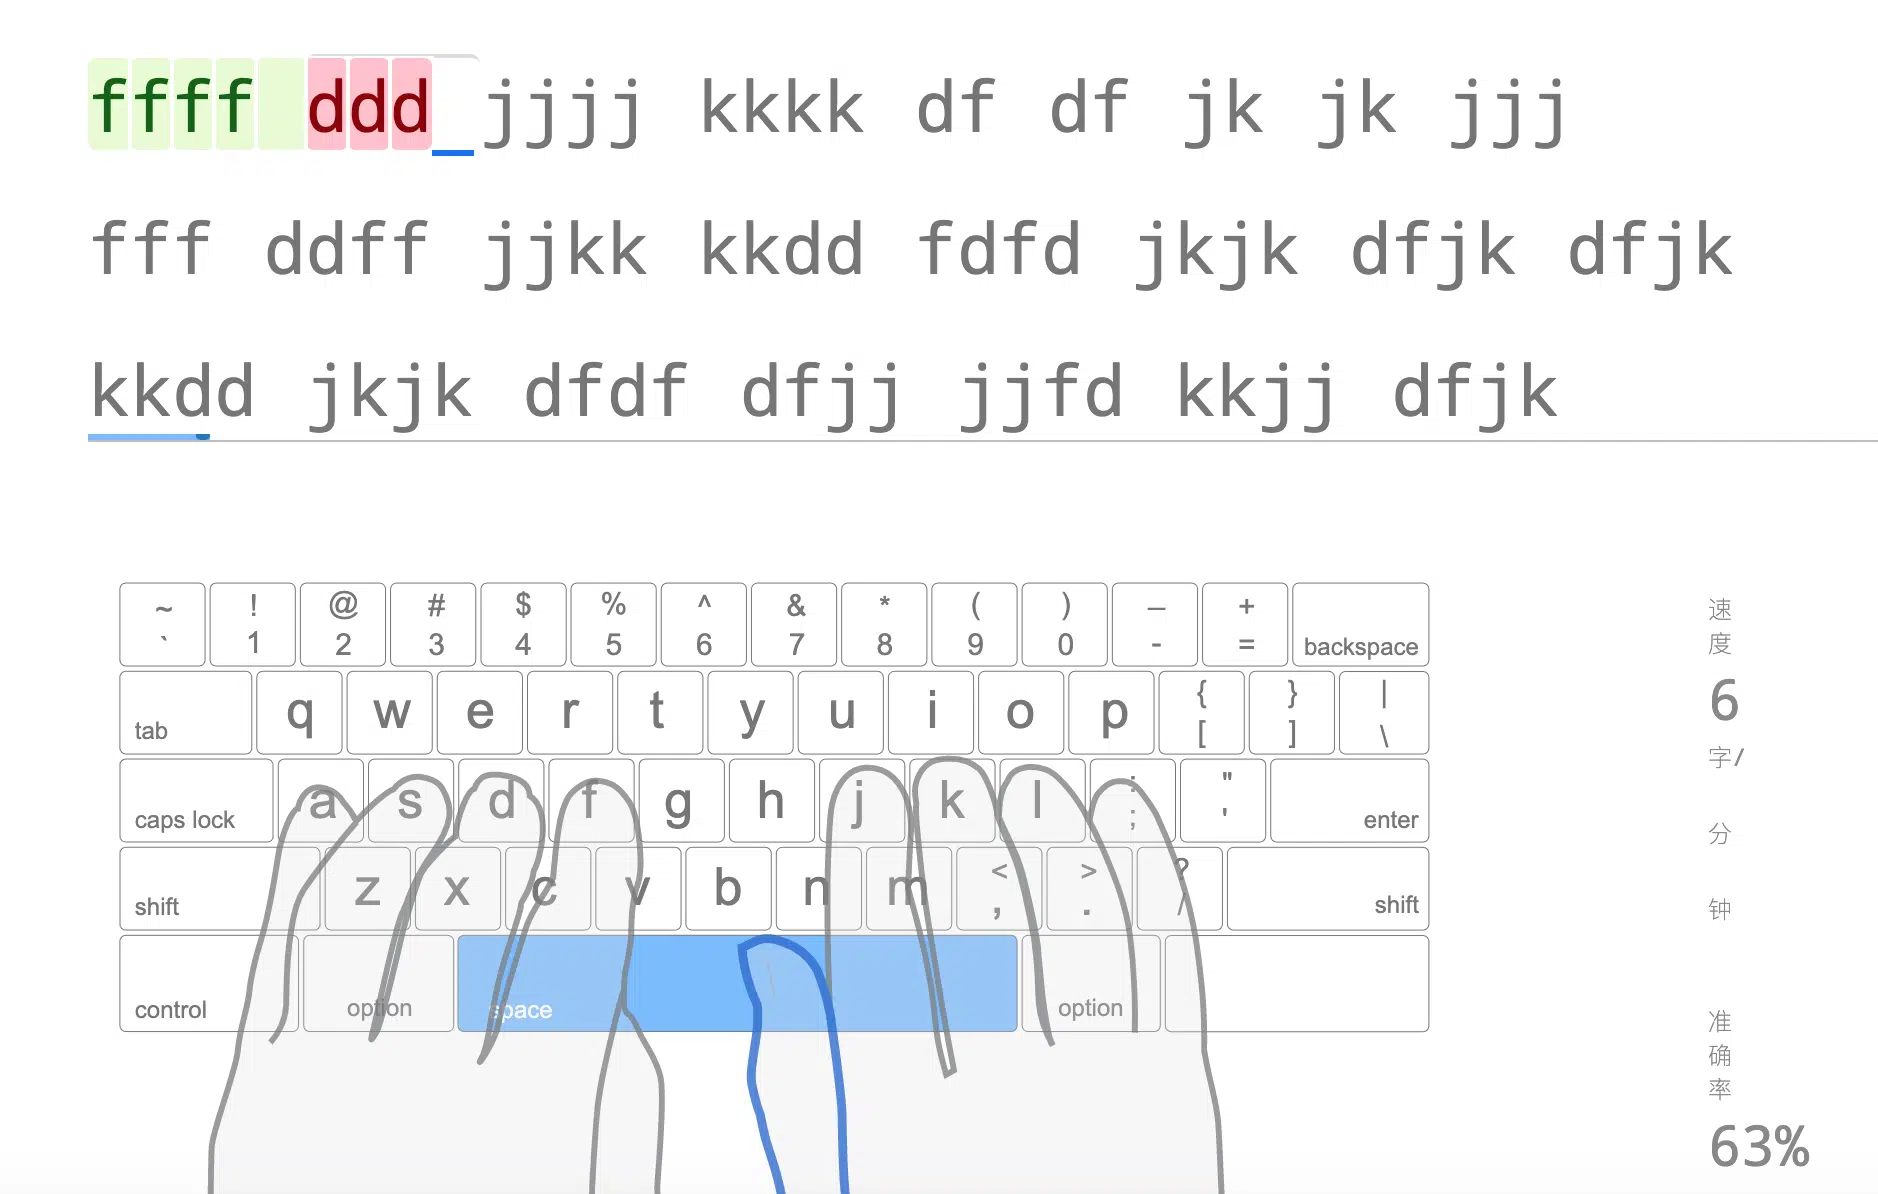 ffff ddd jjjj kkkk df df jk jk jjj
fff ddff jjkk kkdd fdfd jkjk dfjk dfjk
kkdd jkjk dfdf dfjj jjfd kkjj dfjk
~ ! @ # $ % ^ & * ( ) – +
` 1 2 3 4 5 6 7 8 9 0 - = backspace
tab q w e r t y u i o p { [ } ] | \
caps lock a s d f g h j k l : ; " ' enter
shift z x c v b n m < , > . ? / shift
control option space option
速
度
6
字/
分
钟
准
确
率
63%